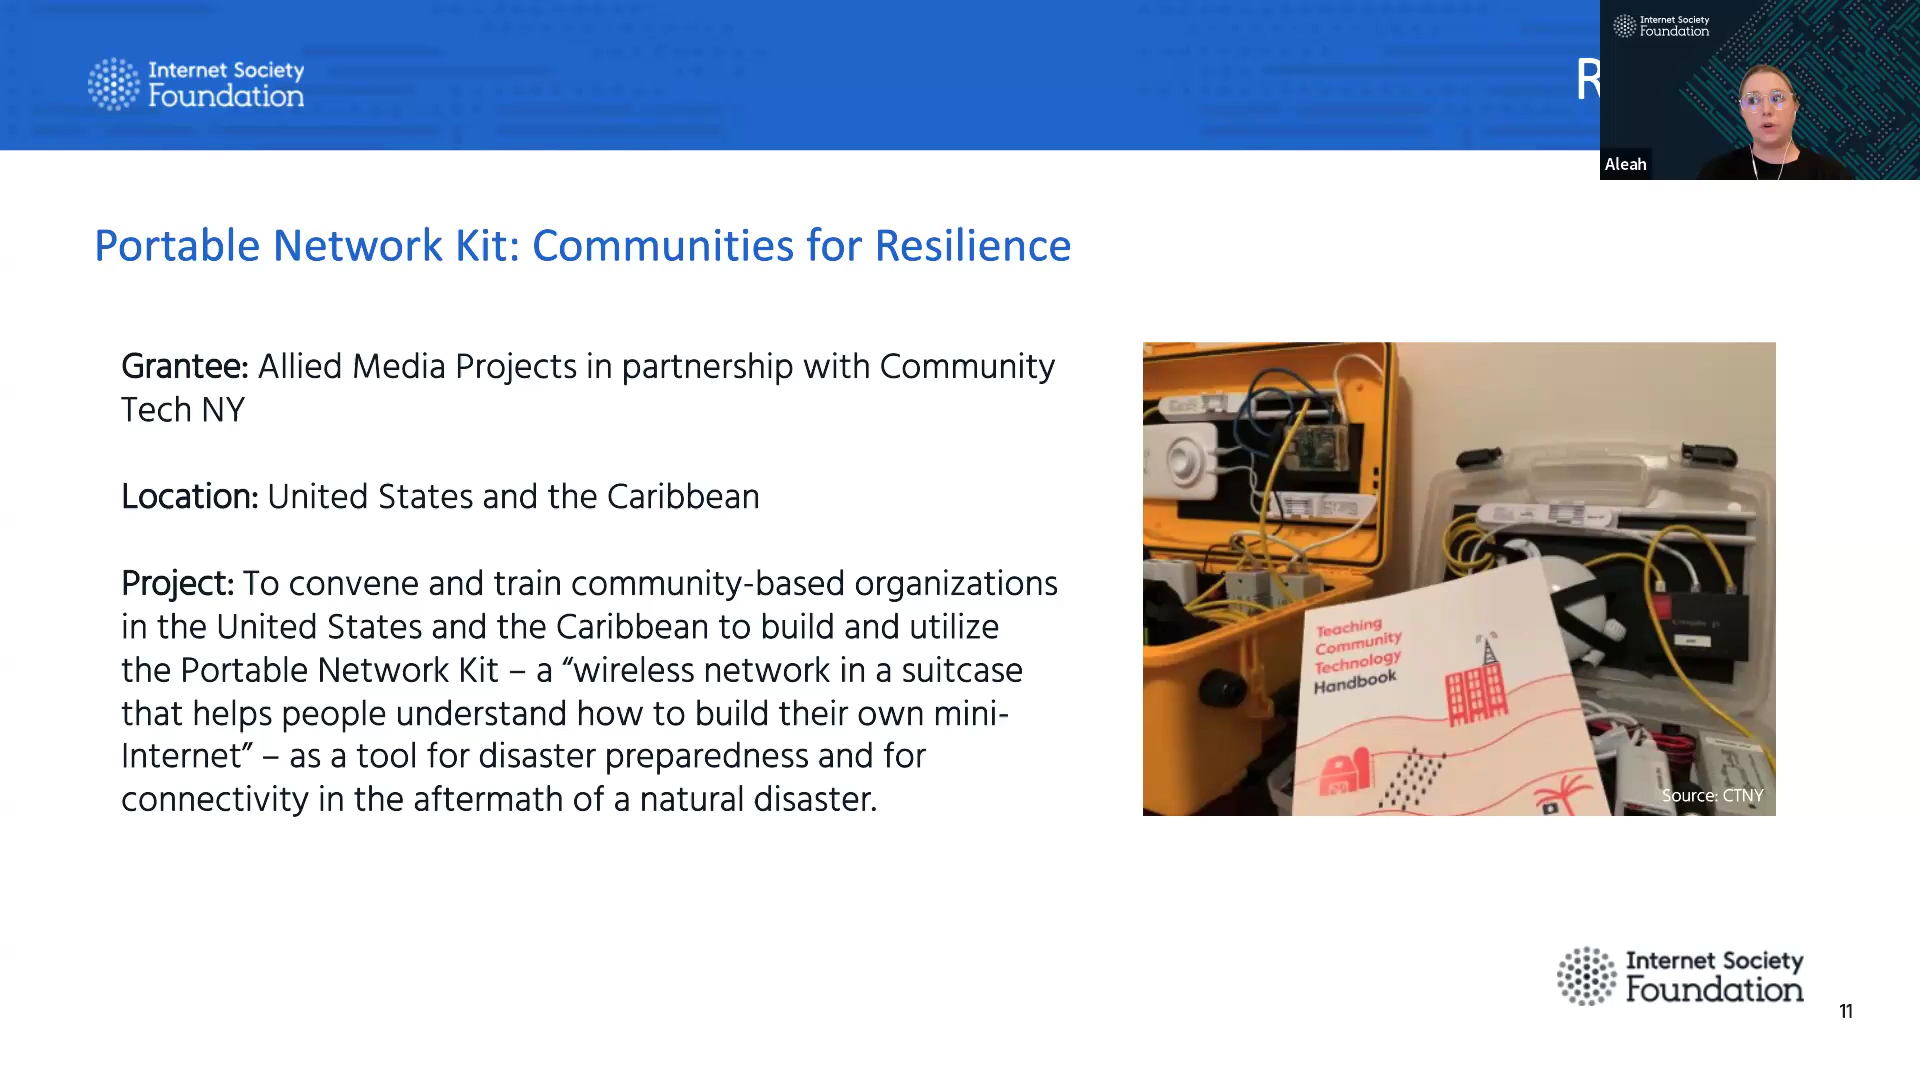 Internet Society
Foundation
R
Internet Society
Foundation
Aleah
Portable Network Kit: Communities for Resilience
Grantee: Allied Media Projects in partnership with Community
Tech NY
Location: United States and the Caribbean
Project: To convene and train community-based organizations
in the United States and the Caribbean to build and utilize
the Portable Network Kit – a “wireless network in a suitcase
that helps people understand how to build their own mini-
Internet” – as a tool for disaster preparedness and for
connectivity in the aftermath of a natural disaster.
Teaching
Community
Technology
Handbook
Source: CTNY
Internet Society
Foundation
11